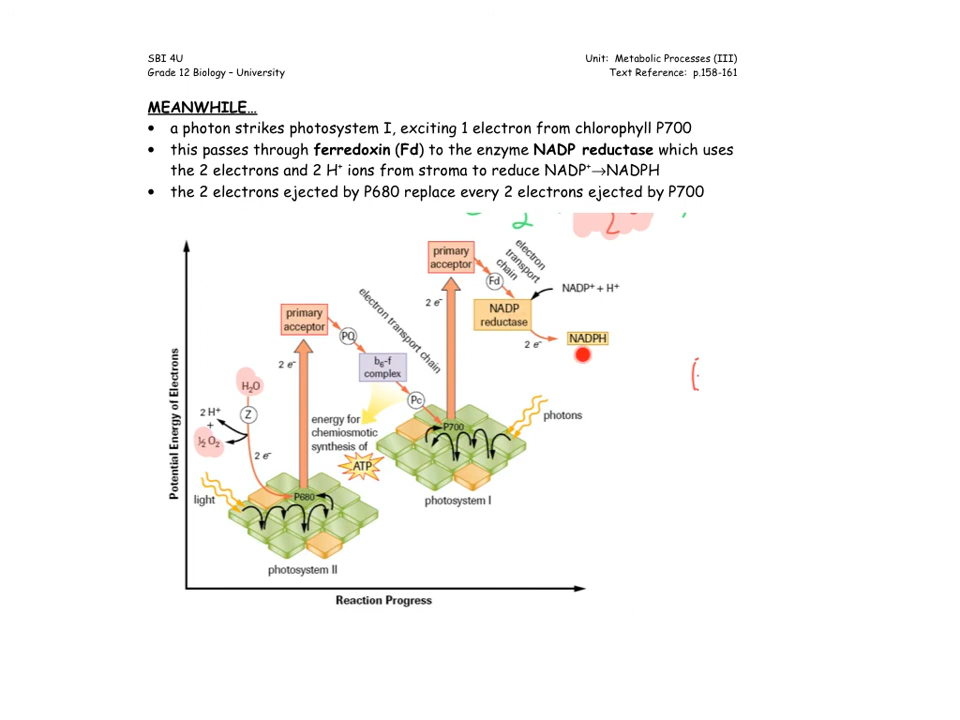 SBI 4U
Grade 12 Biology – University
Unit: Metabolic Processes (III)
Text Reference: p.158-161
MEANWHILE…
• a photon strikes photosystem I, exciting 1 electron from chlorophyll P700
• this passes through ferredoxin (Fd) to the enzyme NADP reductase which uses
the 2 electrons and 2 H⁺ ions from stroma to reduce NADP⁺→NADPH
• the 2 electrons ejected by P680 replace every 2 electrons ejected by P700
2
2
Potential Energy of Electrons
primary
acceptor
electron
transport
chain
Fd
NADP⁺ + H⁺
2 e⁻
NADP
reductase
2 e⁻
NADPH
electron transport chain
primary
acceptor
PQ
2 e⁻
b₆-f
complex
Pc
H₂O
Z
2 H⁺
+
½ O₂
2 e⁻
energy for
chemiosmotic
synthesis of
ATP
P700
photons
photosystem I
light
P680
photosystem II
Reaction Progress